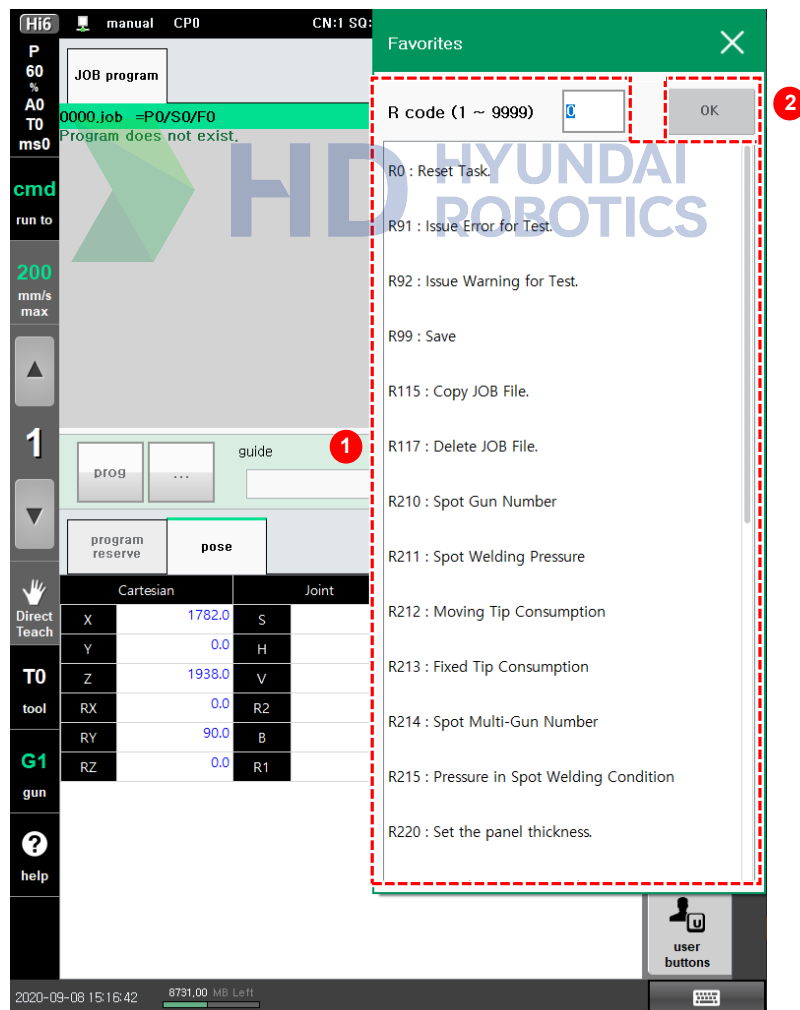 Hi6 manual CP0 CN:1 SQ:
P
60
%
A0
T0
ms0
cmd
run to
200
mm/s
max
1
Direct
Teach
T0
tool
G1
gun
help
JOB program
0000.job =P0/S0/F0
Program does not exist.
HD HYUNDAI
ROBOTICS
prog
...
guide
1
program
reserve
pose
Cartesian Joint
X 1782.0 S
Y 0.0 H
Z 1938.0 V
RX 0.0 R2
RY 90.0 B
RZ 0.0 R1
Favorites
R code (1 ~ 9999) 0 OK
2
R0 : Reset Task.
R91 : Issue Error for Test.
R92 : Issue Warning for Test.
R99 : Save
R115 : Copy JOB File.
R117 : Delete JOB File.
R210 : Spot Gun Number
R211 : Spot Welding Pressure
R212 : Moving Tip Consumption
R213 : Fixed Tip Consumption
R214 : Spot Multi-Gun Number
R215 : Pressure in Spot Welding Condition
R220 : Set the panel thickness.
U
user
buttons
2020-09-08 15:16:42 8731,00 MB Left